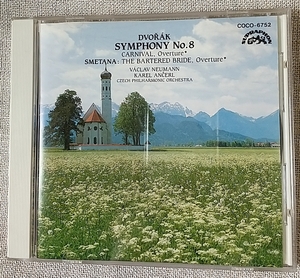 COCO-6752
SUPRAPHON
DVOŘÁK
SYMPHONY No.8
CARNIVAL, Overture*
SMETANA: THE BARTERED BRIDE, Overture*
VÁCLAV NEUMANN
KAREL ANČERL
CZECH PHILHARMONIC ORCHESTRA